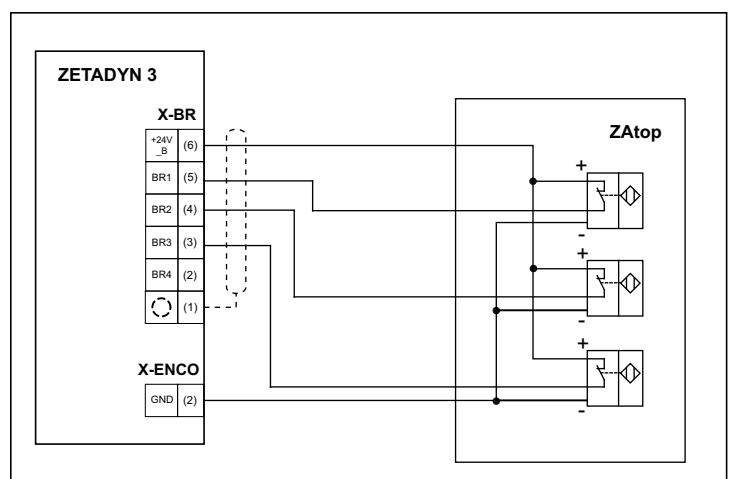 ZETADYN 3
X-BR
+24V
_B
(6)
BR1 (5)
BR2 (4)
BR3 (3)
BR4 (2)
(1)
X-ENCO
GND (2)
ZAtop
+
-
+
-
+
-